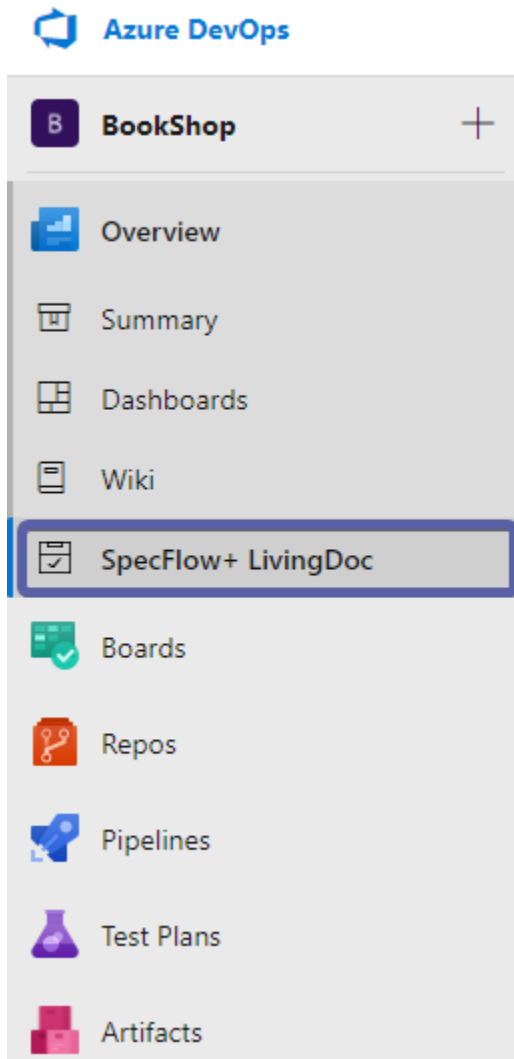 Azure DevOps
B BookShop
Overview
Summary
Dashboards
Wiki
SpecFlow+ LivingDoc
Boards
Repos
Pipelines
Test Plans
Artifacts